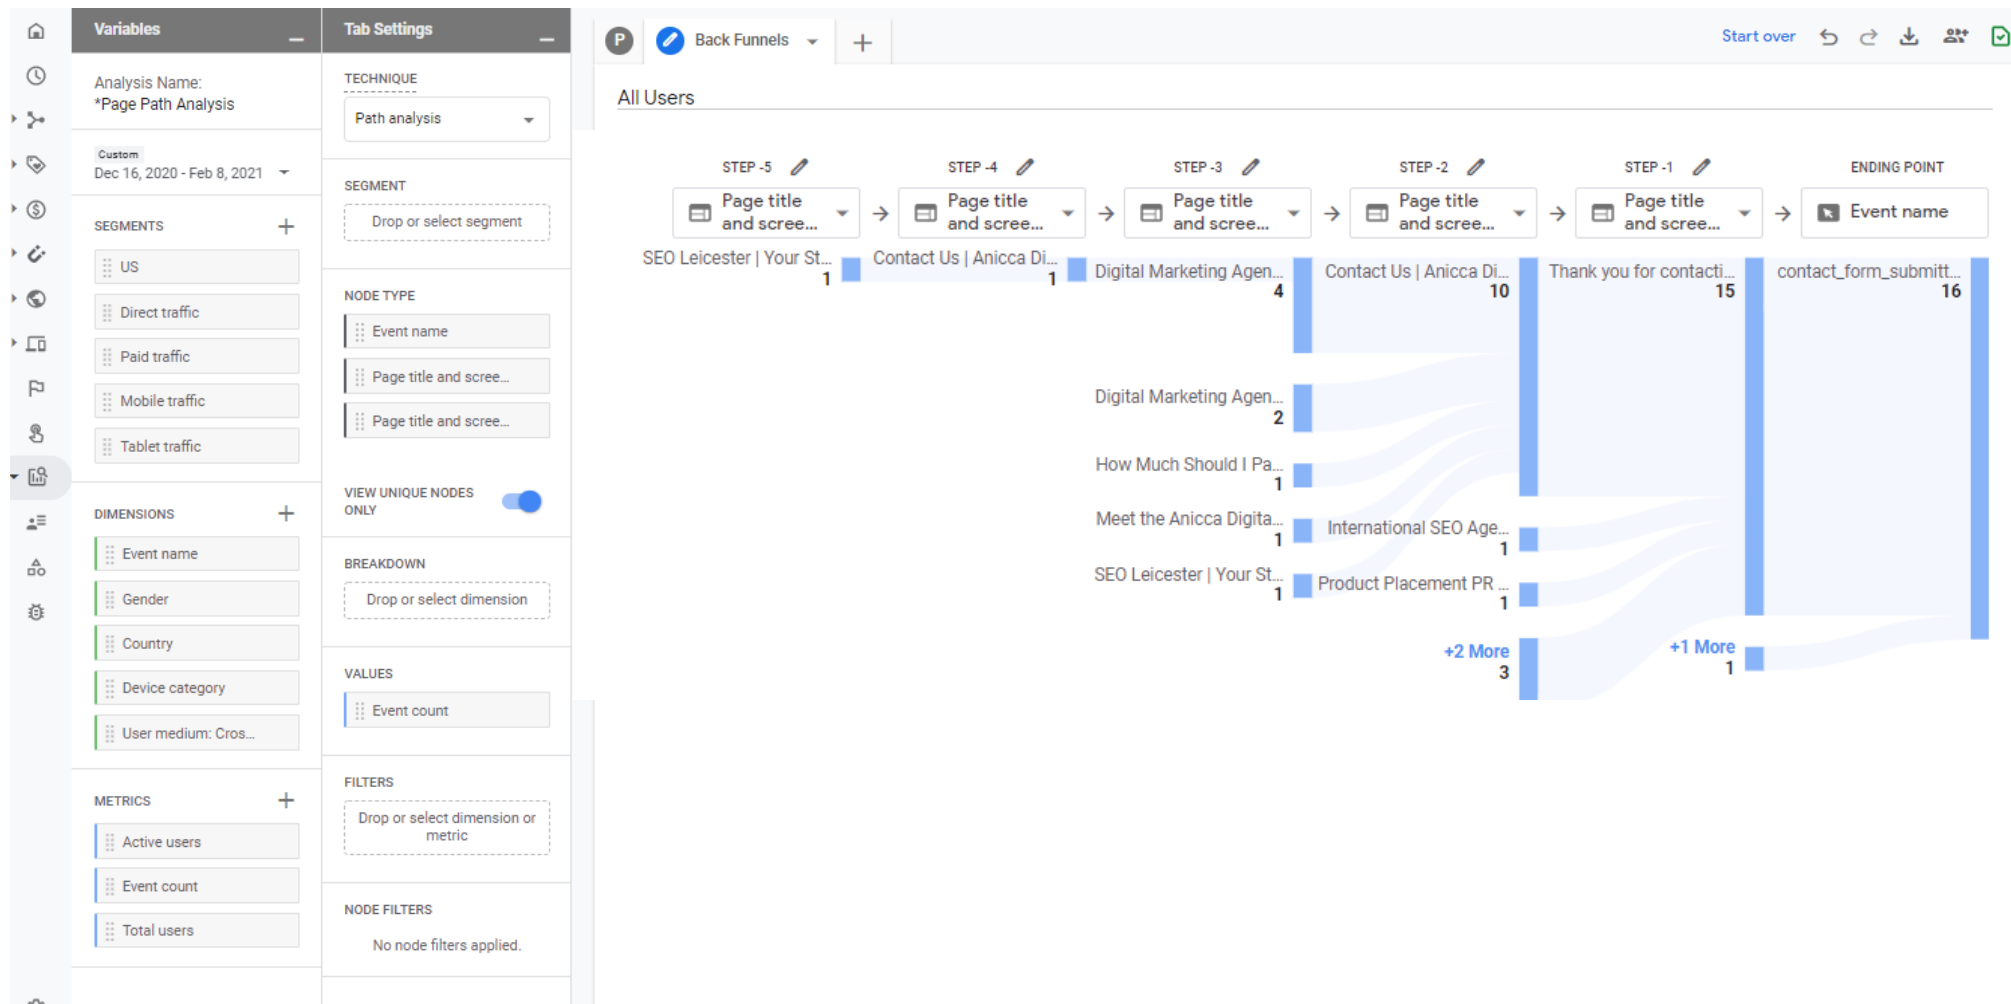 Variables
Analysis Name:
*Page Path Analysis
Custom
Dec 16, 2020 - Feb 8, 2021
SEGMENTS
US
Direct traffic
Paid traffic
Mobile traffic
Tablet traffic
DIMENSIONS
Event name
Gender
Country
Device category
User medium: Cros...
METRICS
Active users
Event count
Total users
Tab Settings
TECHNIQUE
Path analysis
SEGMENT
Drop or select segment
NODE TYPE
Event name
Page title and scree...
Page title and scree...
VIEW UNIQUE NODES
ONLY
BREAKDOWN
Drop or select dimension
VALUES
Event count
FILTERS
Drop or select dimension or
metric
NODE FILTERS
No node filters applied.
P
Back Funnels
Start over
All Users
STEP -5
Page title
and scree...
SEO Leicester | Your St...
1
STEP -4
Page title
and scree...
Contact Us | Anicca Di...
1
STEP -3
Page title
and scree...
Digital Marketing Agen...
4
Digital Marketing Agen...
2
How Much Should I Pa...
1
Meet the Anicca Digita...
1
SEO Leicester | Your St...
1
STEP -2
Page title
and scree...
Contact Us | Anicca Di...
10
International SEO Age...
1
Product Placement PR ...
1
+2 More
3
STEP -1
Page title
and scree...
Thank you for contacti...
15
+1 More
1
ENDING POINT
Event name
contact_form_submitt...
16